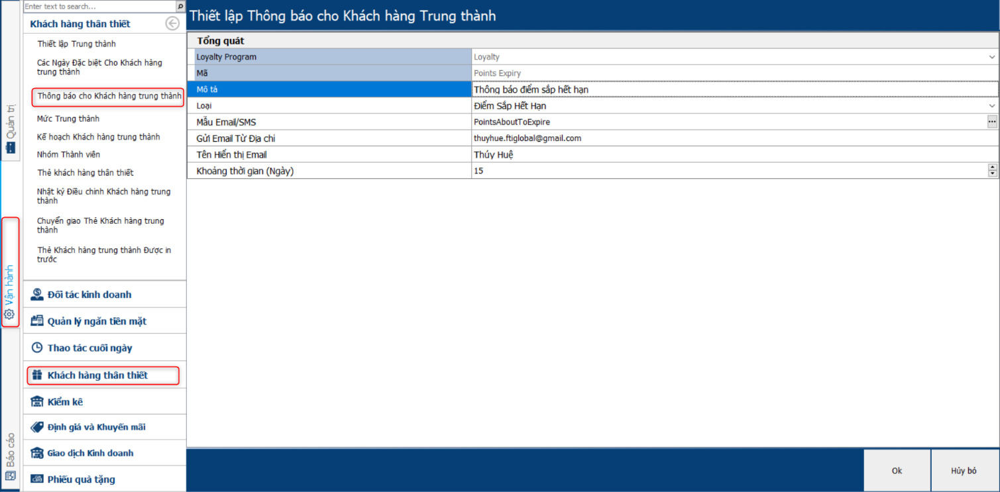 Enter text to search...
Khách hàng thân thiết
Thiết lập Trung thành
Các Ngày Đặc biệt Cho Khách hàng
trung thành
Thông báo cho Khách hàng trung thành
Mức Trung thành
Kế hoạch Khách hàng trung thành
Nhóm Thành viên
Thẻ khách hàng thân thiết
Nhật ký Điều chỉnh Khách hàng trung
thành
Chuyển giao Thẻ Khách hàng trung
thành
Thẻ Khách hàng trung thành Được in
trước
Đối tác kinh doanh
Quản lý ngăn tiền mặt
Thao tác cuối ngày
Khách hàng thân thiết
Kiểm kê
Định giá và Khuyến mãi
Giao dịch Kinh doanh
Phiếu quà tặng
Quản trị
Vận hành
Báo cáo
Thiết lập Thông báo cho Khách hàng Trung thành
Tổng quát
Loyalty Program Loyalty
Mã Points Expiry
Mô tả Thông báo điểm sắp hết hạn
Loại Điểm Sắp Hết Hạn
Mẫu Email/SMS PointsAboutToExpire ...
Gửi Email Từ Địa chỉ thuyhue.ftiglobal@gmail.com
Tên Hiển thị Email Thúy Huệ
Khoảng thời gian (Ngày) 15
Ok Hủy bỏ